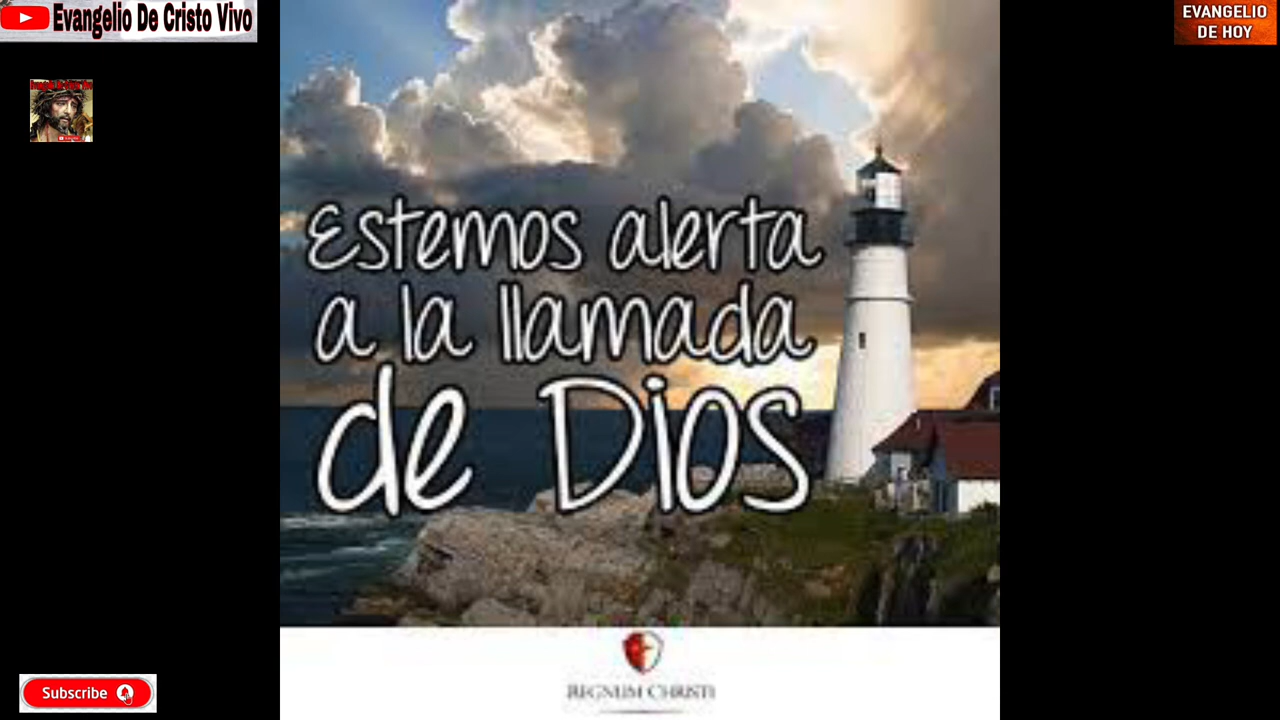 Evangelio De Cristo Vivo
EVANGELIO
DE HOY
Estemos alerta
a la llamada
de Dios
REGNUM CHRISTI
Subscribe